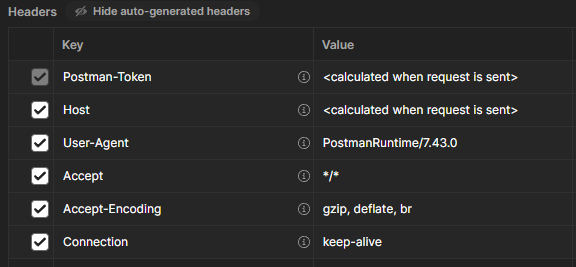 Headers Hide auto-generated headers
Key Value
Postman-Token <calculated when request is sent>
Host <calculated when request is sent>
User-Agent PostmanRuntime/7.43.0
Accept */*
Accept-Encoding gzip, deflate, br
Connection keep-alive